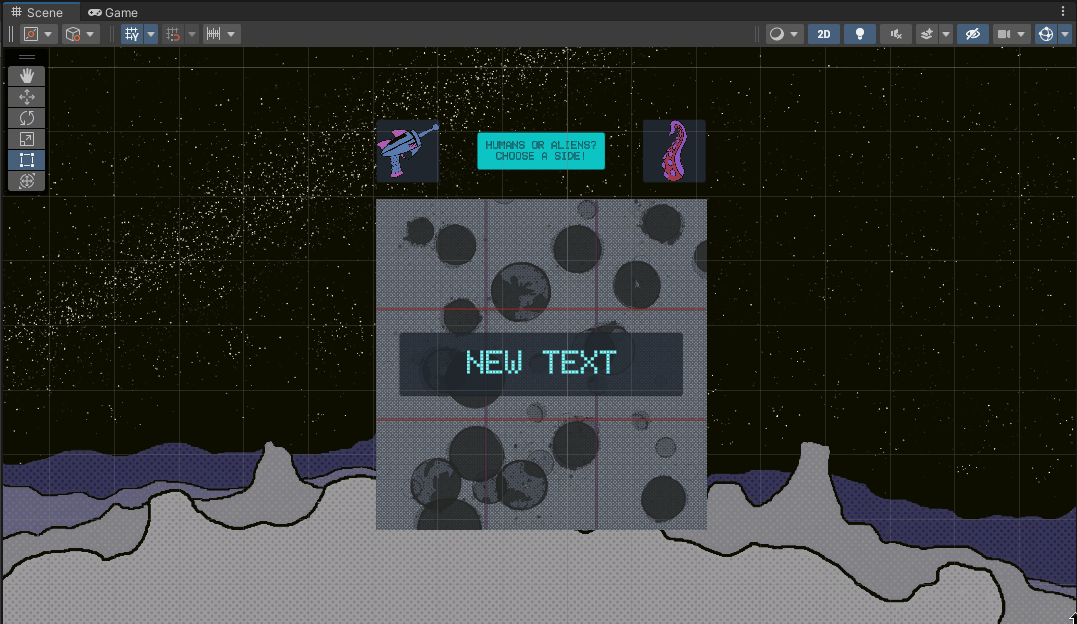 Scene
Game
2D
HUMANS OR ALIENS?
CHOOSE A SIDE!
NEW TEXT